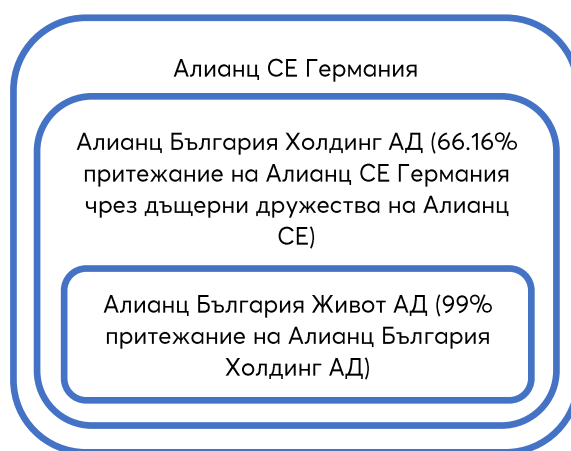 Алианц СЕ Германия
Алианц България Холдинг АД (66.16%
притежание на Алианц СЕ Германия
чрез дъщерни дружества на Алианц
СЕ)
Алианц България Живот АД (99%
притежание на Алианц България
Холдинг АД)